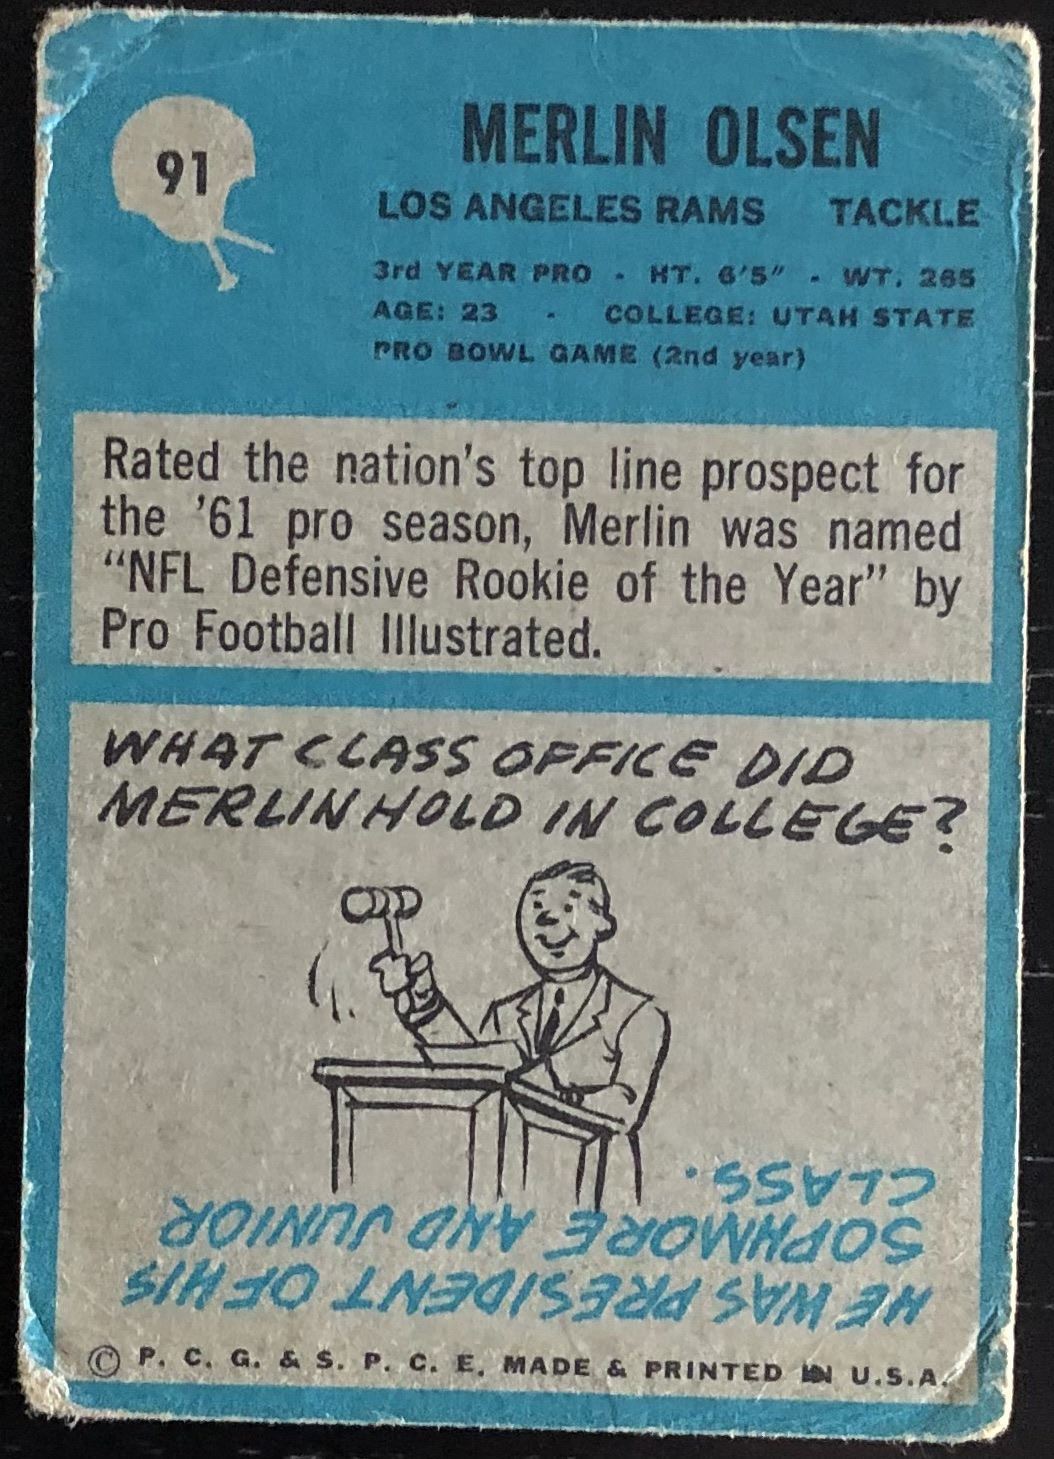 91
MERLIN OLSEN
LOS ANGELES RAMS TACKLE
3rd YEAR PRO - HT. 6'5" - WT. 265
AGE: 23 - COLLEGE: UTAH STATE
PRO BOWL GAME (2nd year)
Rated the nation's top line prospect for
the '61 pro season, Merlin was named
"NFL Defensive Rookie of the Year" by
Pro Football Illustrated.
WHAT CLASS OFFICE DID
MERLIN HOLD IN COLLEGE?
HE WAS PRESIDENT OF HIS
SOPHMORE AND JUNIOR
CLASS.
© P. C. G. & S. P. C. E. MADE & PRINTED IN U.S.A.